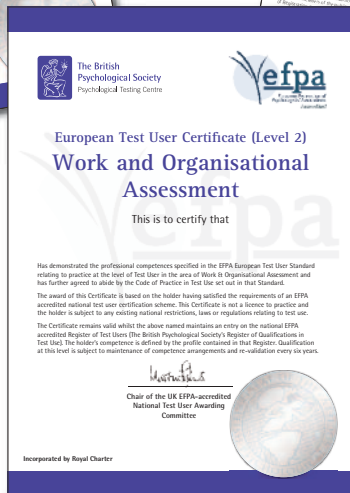 The British
Psychological Society
Psychological Testing Centre
efpa
European Test User Certificate (Level 2)
Work and Organisational
Assessment
This is to certify that
Has demonstrated the professional competences specified in the EFPA European Test User Standard
relating to practice at the level of Test User in the area of Work & Organisational Assessment and
has further agreed to abide by the Code of Practice in Test Use set out in that Standard.
The award of this Certificate is based on the holder having satisfied the requirements of an EFPA
accredited national test user certification scheme. This Certificate is not a licence to practice and
the holder is subject to any existing national restrictions, laws or regulations relating to test use.
The Certificate remains valid whilst the above named maintains an entry on the national EFPA
accredited Register of Test Users (The British Psychological Society's Register of Qualifications in
Test Use). The holder's competence is defined by the profile contained in that Register. Qualification
at this level is subject to maintenance of competence arrangements and re-validation every six years.
Chair of the UK EFPA-accredited
National Test User Awarding
Committee
Incorporated by Royal Charter